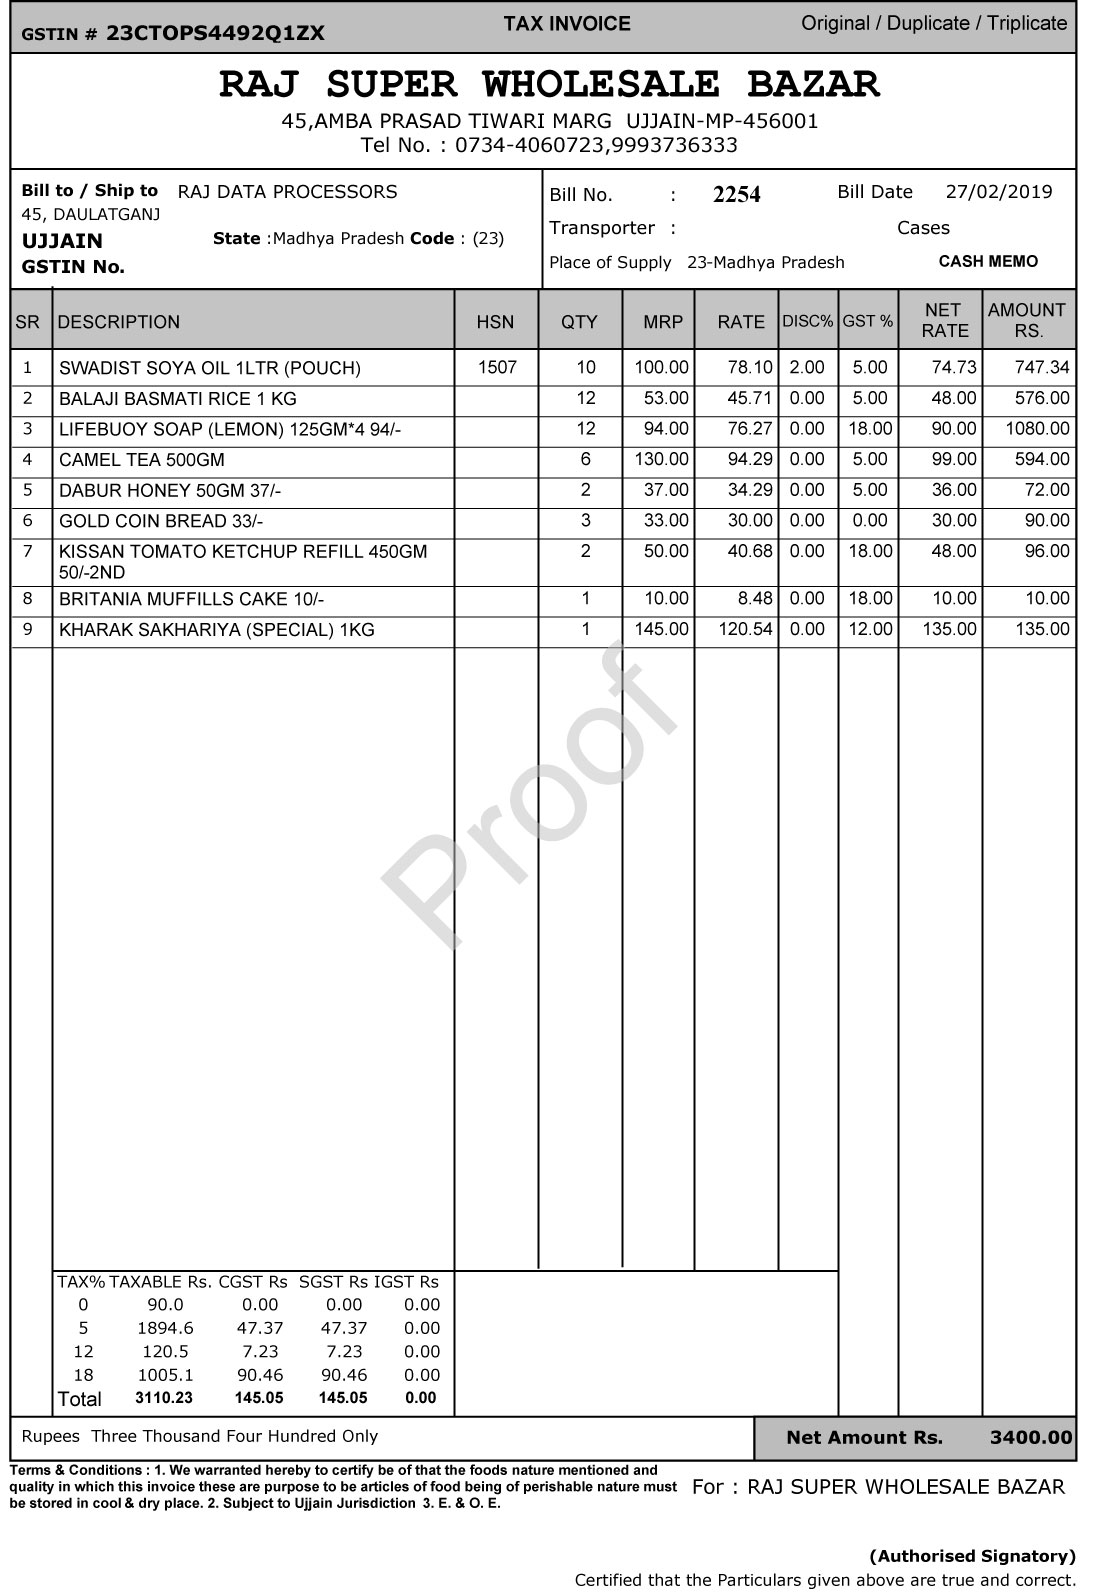 GSTIN # 23CTOPS4492Q1ZX TAX INVOICE Original / Duplicate / Triplicate
RAJ SUPER WHOLESALE BAZAR
45,AMBA PRASAD TIWARI MARG UJJAIN-MP-456001
Tel No. : 0734-4060723,9993736333
Bill to / Ship to RAJ DATA PROCESSORS
45, DAULATGANJ
UJJAIN State :Madhya Pradesh Code : (23)
GSTIN No.
Bill No. : 2254 Bill Date 27/02/2019
Transporter : Cases
Place of Supply 23-Madhya Pradesh CASH MEMO
SR DESCRIPTION HSN QTY MRP RATE DISC% GST % NET RATE AMOUNT RS.
1 SWADIST SOYA OIL 1LTR (POUCH) 1507 10 100.00 78.10 2.00 5.00 74.73 747.34
2 BALAJI BASMATI RICE 1 KG 12 53.00 45.71 0.00 5.00 48.00 576.00
3 LIFEBUOY SOAP (LEMON) 125GM*4 94/- 12 94.00 76.27 0.00 18.00 90.00 1080.00
4 CAMEL TEA 500GM 6 130.00 94.29 0.00 5.00 99.00 594.00
5 DABUR HONEY 50GM 37/- 2 37.00 34.29 0.00 5.00 36.00 72.00
6 GOLD COIN BREAD 33/- 3 33.00 30.00 0.00 0.00 30.00 90.00
7 KISSAN TOMATO KETCHUP REFILL 450GM 2 50.00 40.68 0.00 18.00 48.00 96.00
50/-2ND
8 BRITANIA MUFFILLS CAKE 10/- 1 10.00 8.48 0.00 18.00 10.00 10.00
9 KHARAK SAKHARIYA (SPECIAL) 1KG 1 145.00 120.54 0.00 12.00 135.00 135.00
Proof
TAX% TAXABLE Rs. CGST Rs SGST Rs IGST Rs
0 90.0 0.00 0.00 0.00
5 1894.6 47.37 47.37 0.00
12 120.5 7.23 7.23 0.00
18 1005.1 90.46 90.46 0.00
Total 3110.23 145.05 145.05 0.00
Rupees Three Thousand Four Hundred Only Net Amount Rs. 3400.00
Terms & Conditions : 1. We warranted hereby to certify be of that the foods nature mentioned and
quality in which this invoice these are purpose to be articles of food being of perishable nature must
be stored in cool & dry place. 2. Subject to Ujjain Jurisdiction 3. E. & O. E.
For : RAJ SUPER WHOLESALE BAZAR
(Authorised Signatory)
Certified that the Particulars given above are true and correct.